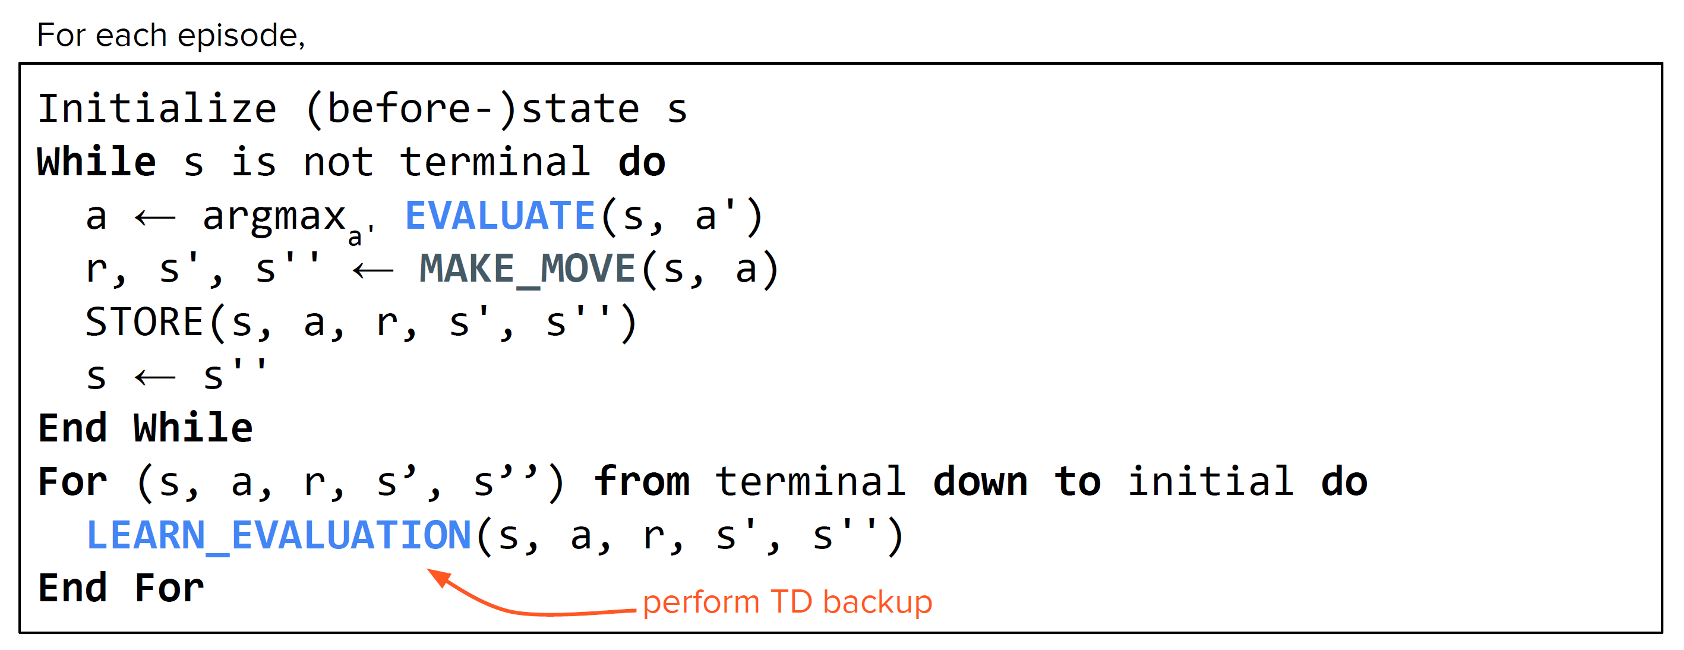 For each episode,
Initialize (before-)state s
While s is not terminal do
a ← argmax a' EVALUATE(s, a')
r, s', s'' ← MAKE_MOVE(s, a)
STORE(s, a, r, s', s'')
s ← s''
End While
For (s, a, r, s’, s’’) from terminal down to initial do
LEARN_EVALUATION(s, a, r, s', s'')
End For
perform TD backup